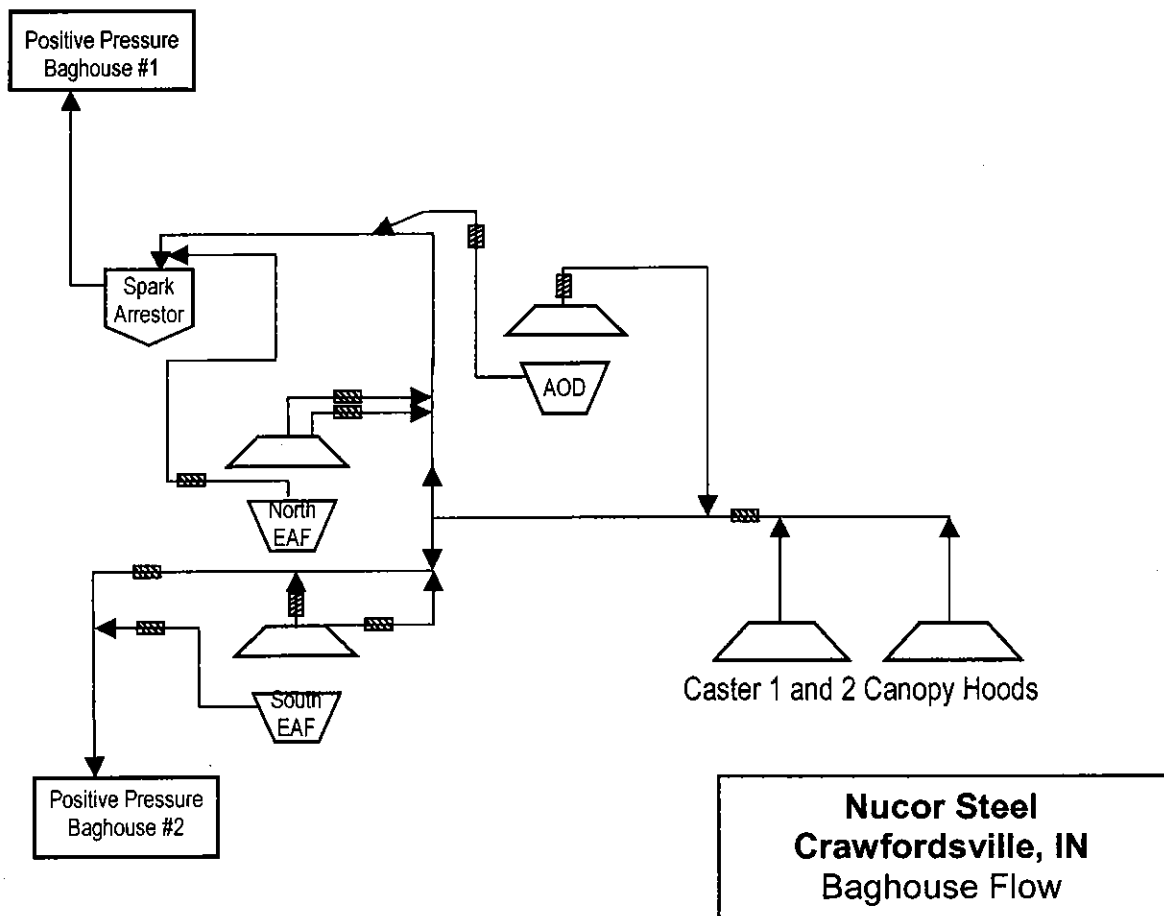 Positive Pressure
Baghouse #1
Spark
Arrestor
AOD
North
EAF
South
EAF
Caster 1 and 2 Canopy Hoods
Positive Pressure
Baghouse #2
Nucor Steel
Crawfordsville, IN
Baghouse Flow